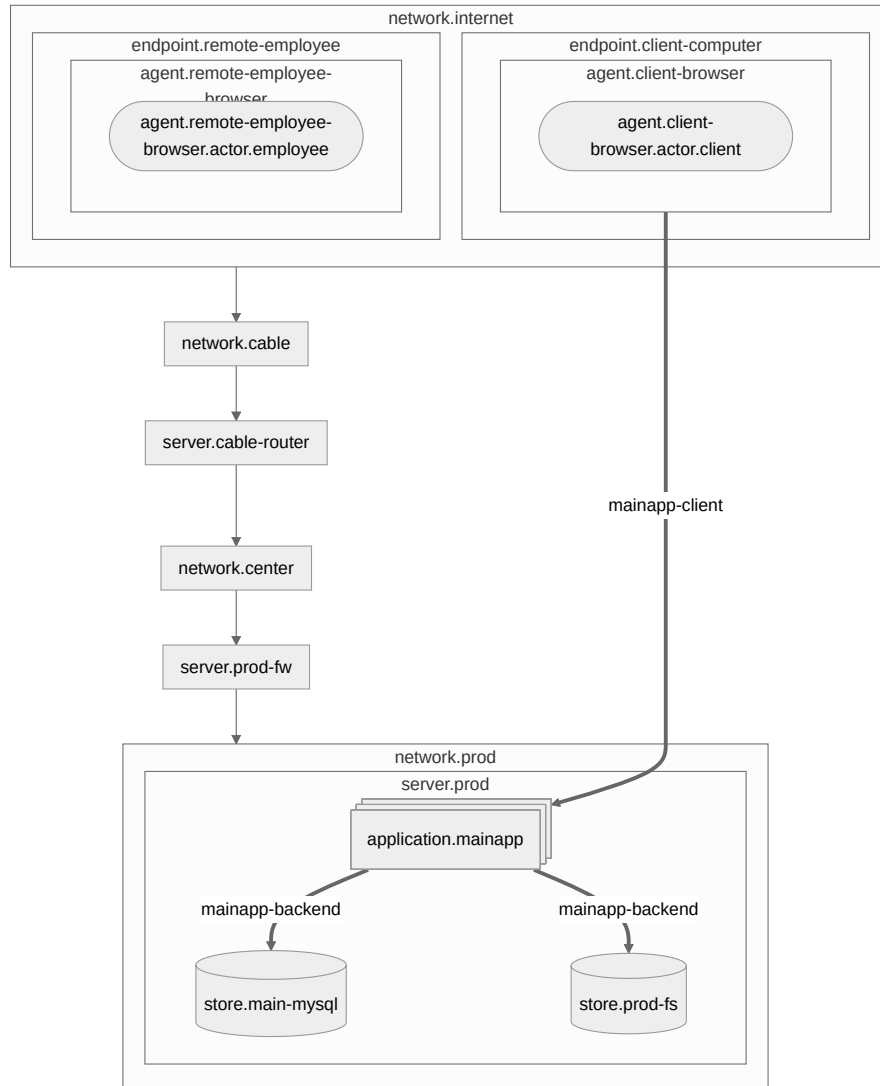 network.internet
endpoint.remote-employee
endpoint.client-computer
agent.remote-employee-
browser
agent.client-browser
agent.remote-employee-
browser.actor.employee
agent.client-
browser.actor.client
network.cable
server.cable-router
mainapp-client
network.center
server.prod-fw
network.prod
server.prod
application.mainapp
mainapp-backend
mainapp-backend
store.main-mysql
store.prod-fs